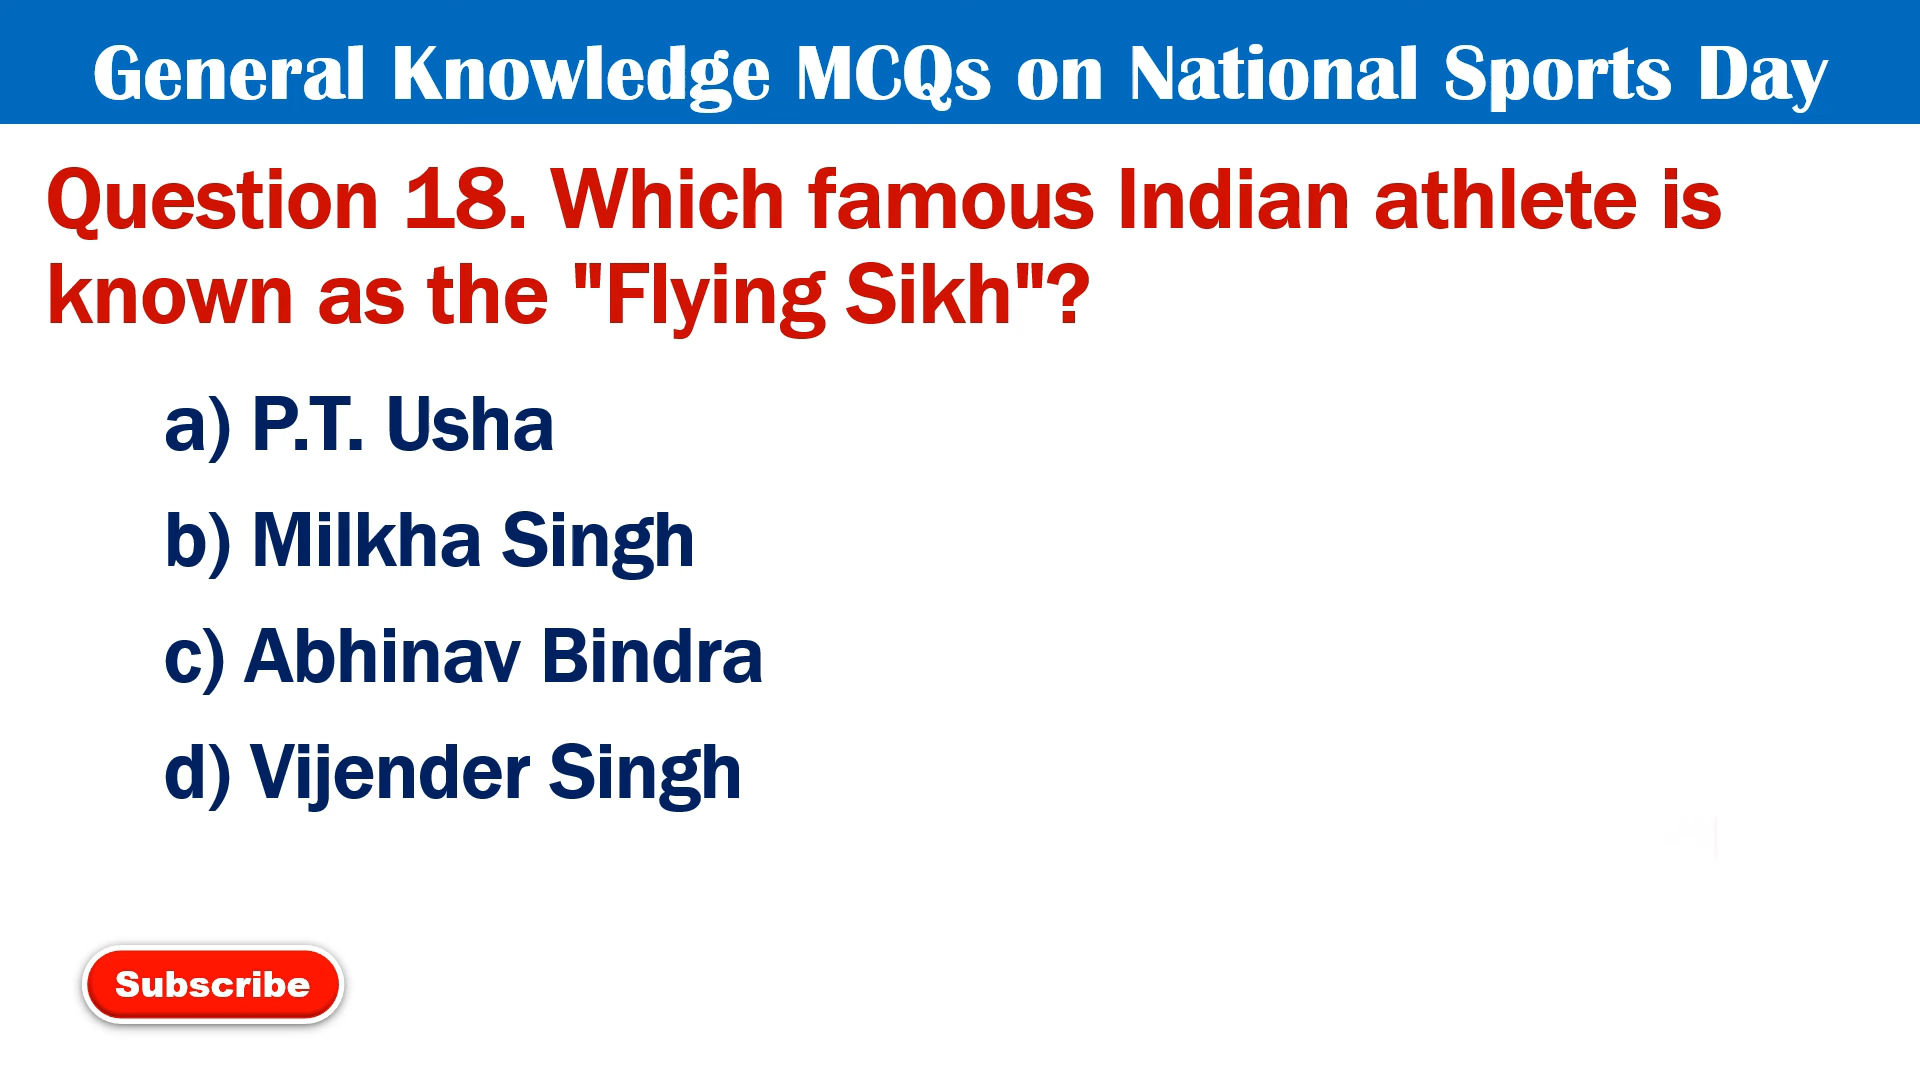 General Knowledge MCQs on National Sports Day
Question 18. Which famous Indian athlete is
known as the "Flying Sikh"?
a) P.T. Usha
b) Milkha Singh
c) Abhinav Bindra
d) Vijender Singh
Subscribe